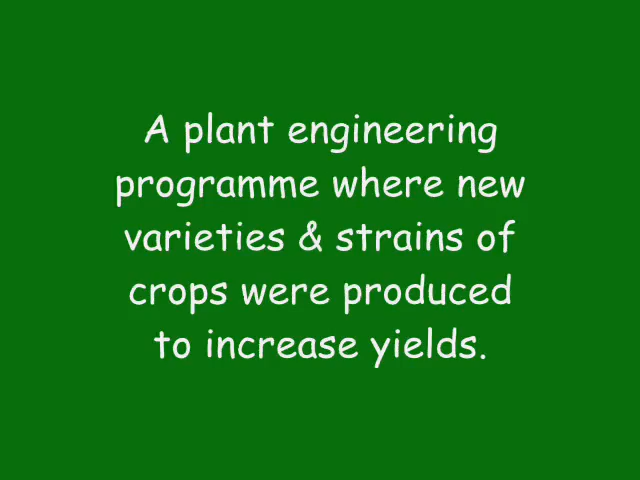 A plant engineering
programme where new
varieties & strains of
crops were produced
to increase yields.